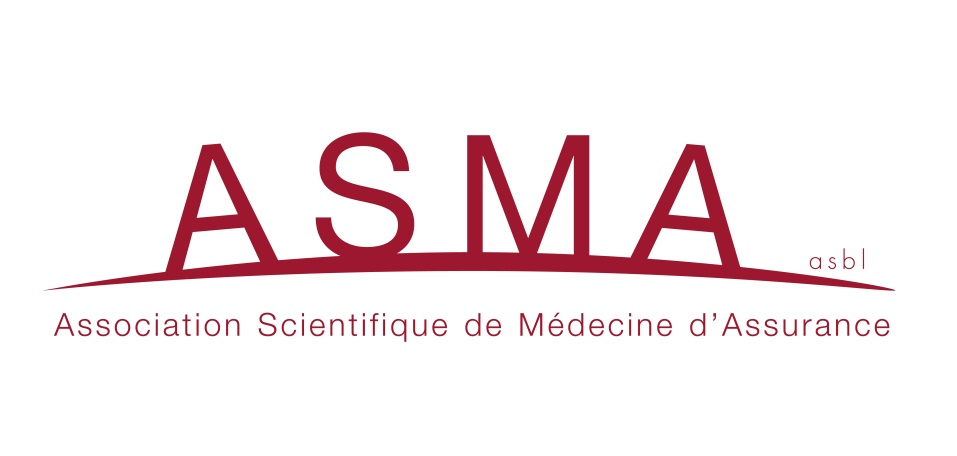 ASMA
asbl
Association Scientifique de Médecine d’Assurance